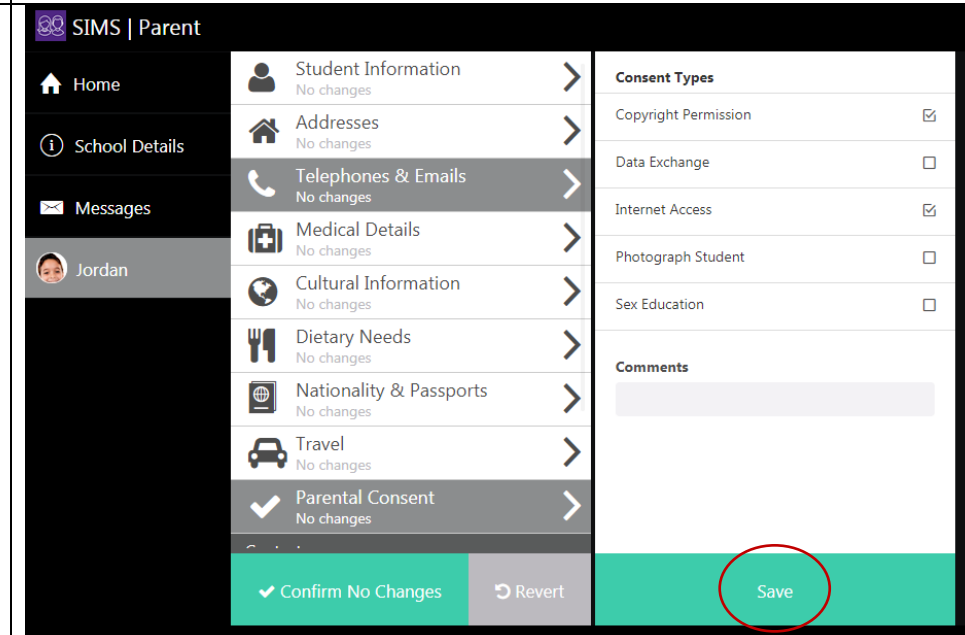 SIMS | Parent
Home
School Details
Messages
Jordan
Student Information
No changes
Addresses
No changes
Telephones & Emails
No changes
Medical Details
No changes
Cultural Information
No changes
Dietary Needs
No changes
Nationality & Passports
No changes
Travel
No changes
Parental Consent
No changes
Confirm No Changes
Revert
Consent Types
Copyright Permission
Data Exchange
Internet Access
Photograph Student
Sex Education
Comments
Save